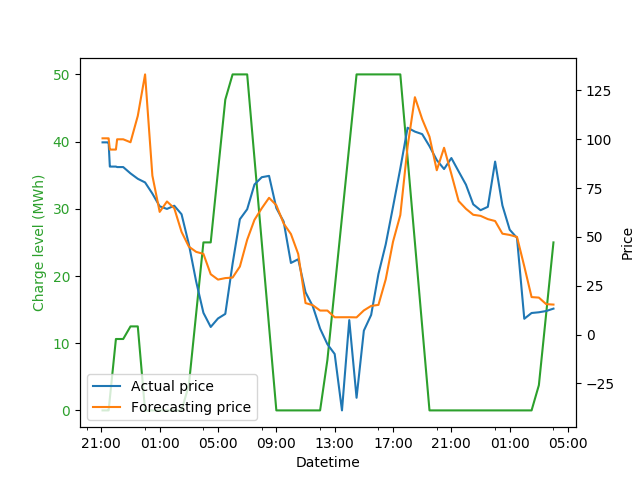 50
40
30
20
10
0
Charge level (MWh)
125
100
75
50
25
0
−25
Price
Actual price
Forecasting price
21:00 01:00 05:00 09:00 13:00 17:00 21:00 01:00 05:00
Datetime